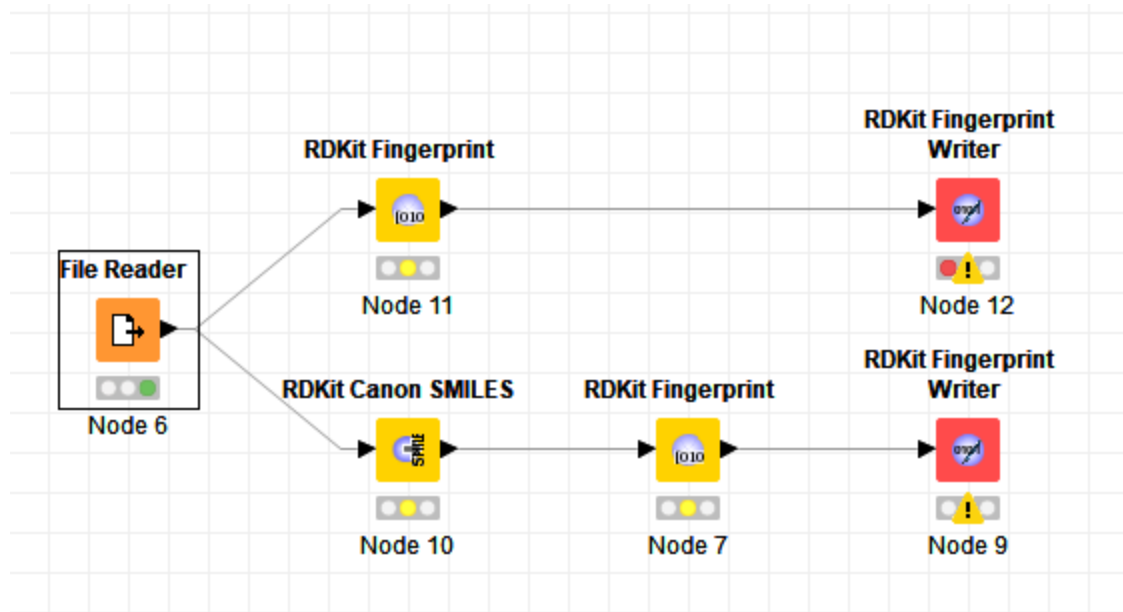 RDKit Fingerprint
Writer
RDKit Fingerprint
File Reader
Node 11
Node 12
RDKit Fingerprint
Writer
RDKit Canon SMILES
RDKit Fingerprint
Node 6
Node 10
Node 7
Node 9